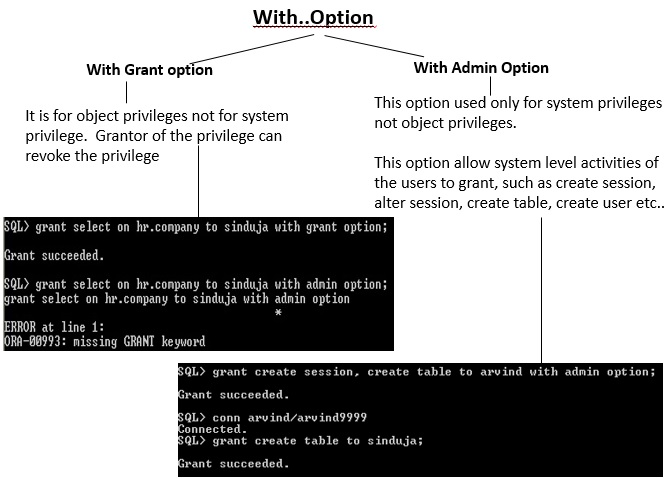 With..Option
With Grant option
With Admin Option
It is for object privileges not for system
privilege. Grantor of the privilege can
revoke the privilege
This option used only for system privileges
not object privileges.
This option allow system level activities of
the users to grant, such as create session,
alter session, create table, create user etc..
SQL> grant select on hr.company to sinduja with grant option;
Grant succeeded.
SQL> grant select on hr.company to sinduja with admin option;
grant select on hr.company to sinduja with admin option
*
ERROR at line 1:
ORA-00993: missing GRANT keyword
SQL> grant create session, create table to arvind with admin option;
Grant succeeded.
SQL> conn arvind/arvind9999
Connected.
SQL> grant create table to sinduja;
Grant succeeded.